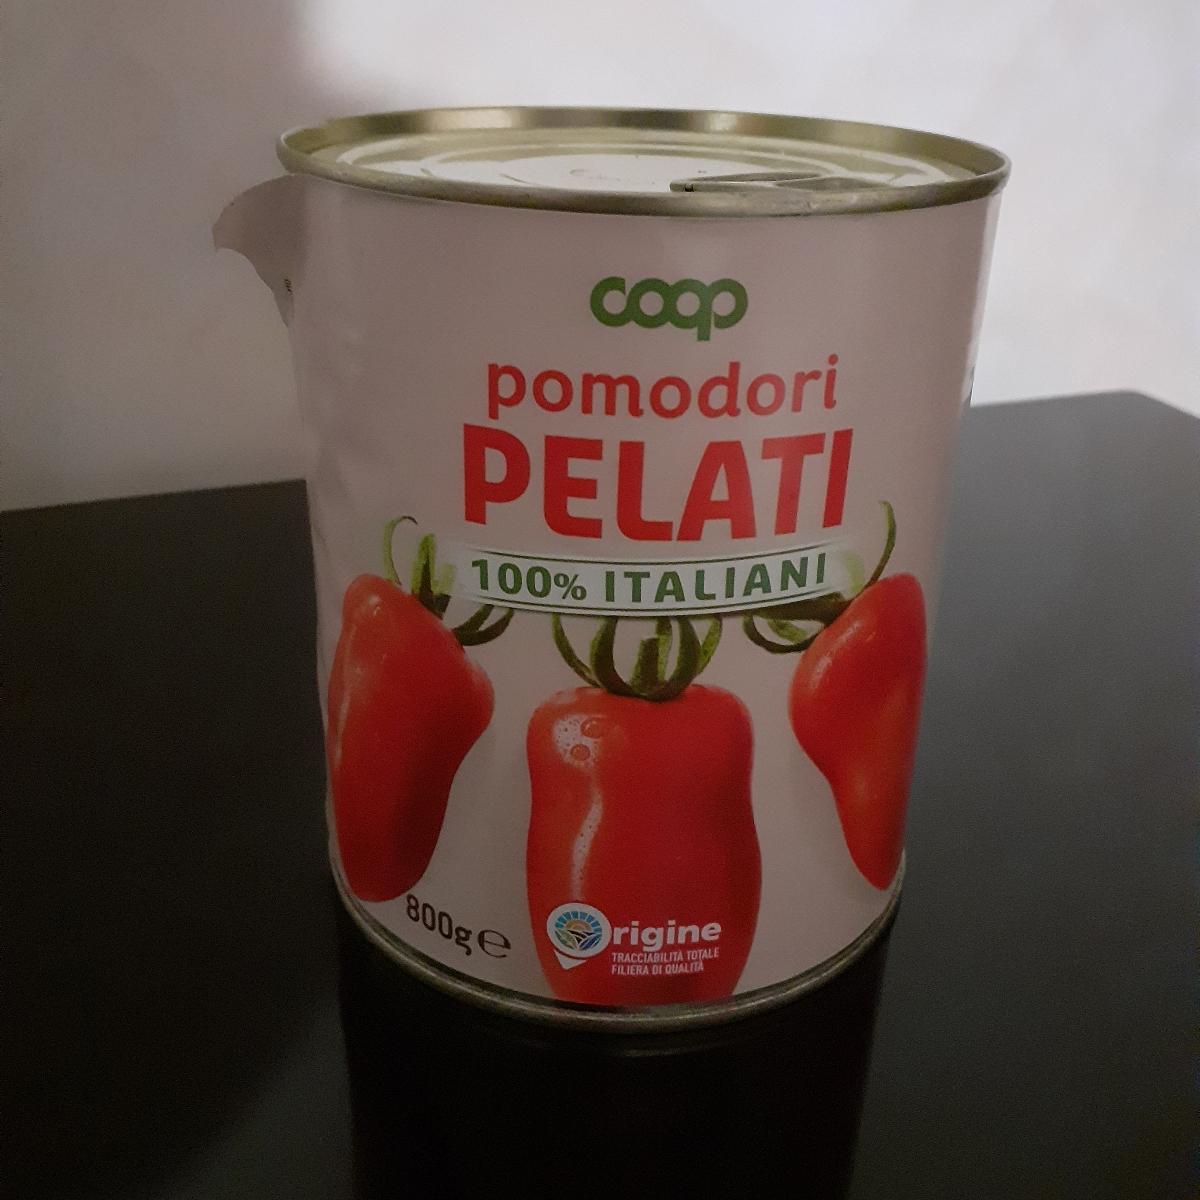 coop
pomodori
PELATI
100% ITALIANI
800g ℮
Origine
TRACCIABILITÀ TOTALE
FILIERA DI QUALITÀ